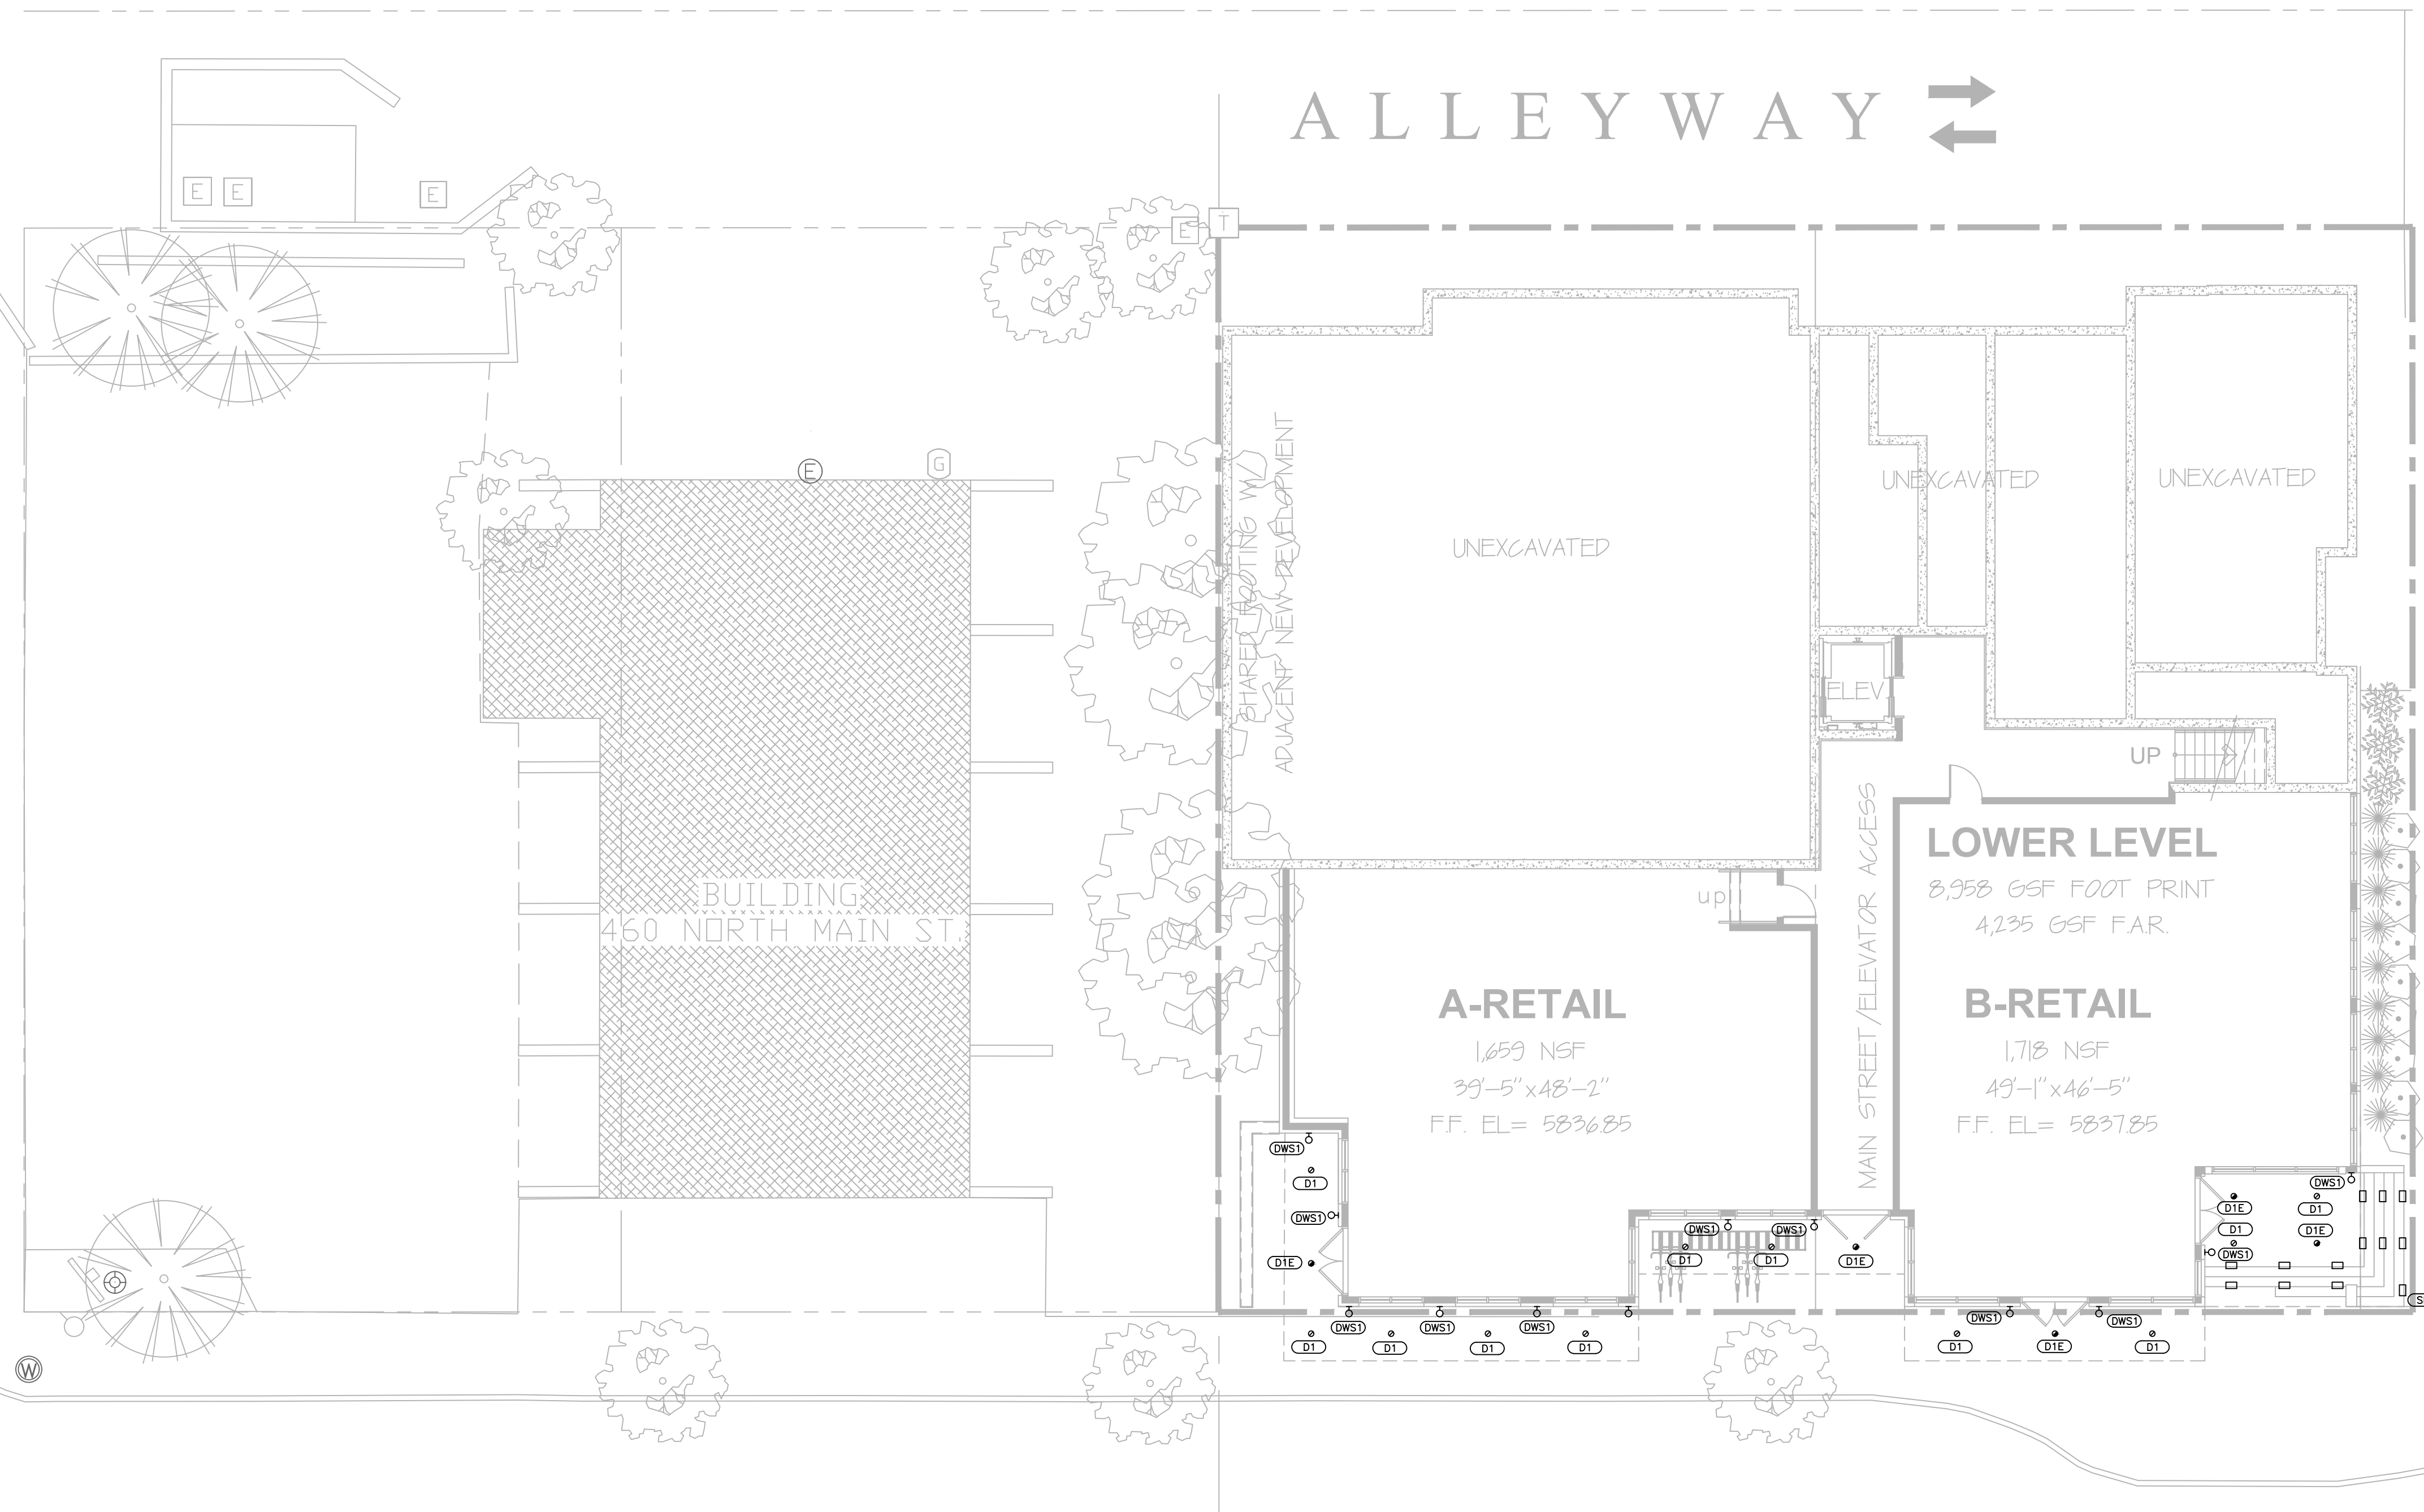 A L L E Y W A Y
E
E
E
E
T
E
G
SHARED FOOTING W/
ADJACENT NEW DEVELOPMENT
UNEXCAVATED
UNEXCAVATED
UNEXCAVATED
ELEV.
UP
up
MAIN STREET/ELEVATOR ACCESS
LOWER LEVEL
8,958 GSF FOOT PRINT
4,235 GSF F.A.R.
BUILDING
460 NORTH MAIN ST.
A-RETAIL
1,659 NSF
39'-5"x48'-2"
F.F. EL= 5836.85
B-RETAIL
1,718 NSF
49'-1"x46'-5"
F.F. EL= 5837.85
DWS1
D1
DWS1
D1E
DWS1
DWS1
D1
D1
D1E
DWS1
D1E
D1
D1
D1E
DWS1
DWS1
DWS1
DWS1
DWS1
DWS1
D1
D1
D1
D1
D1
D1E
D1
W